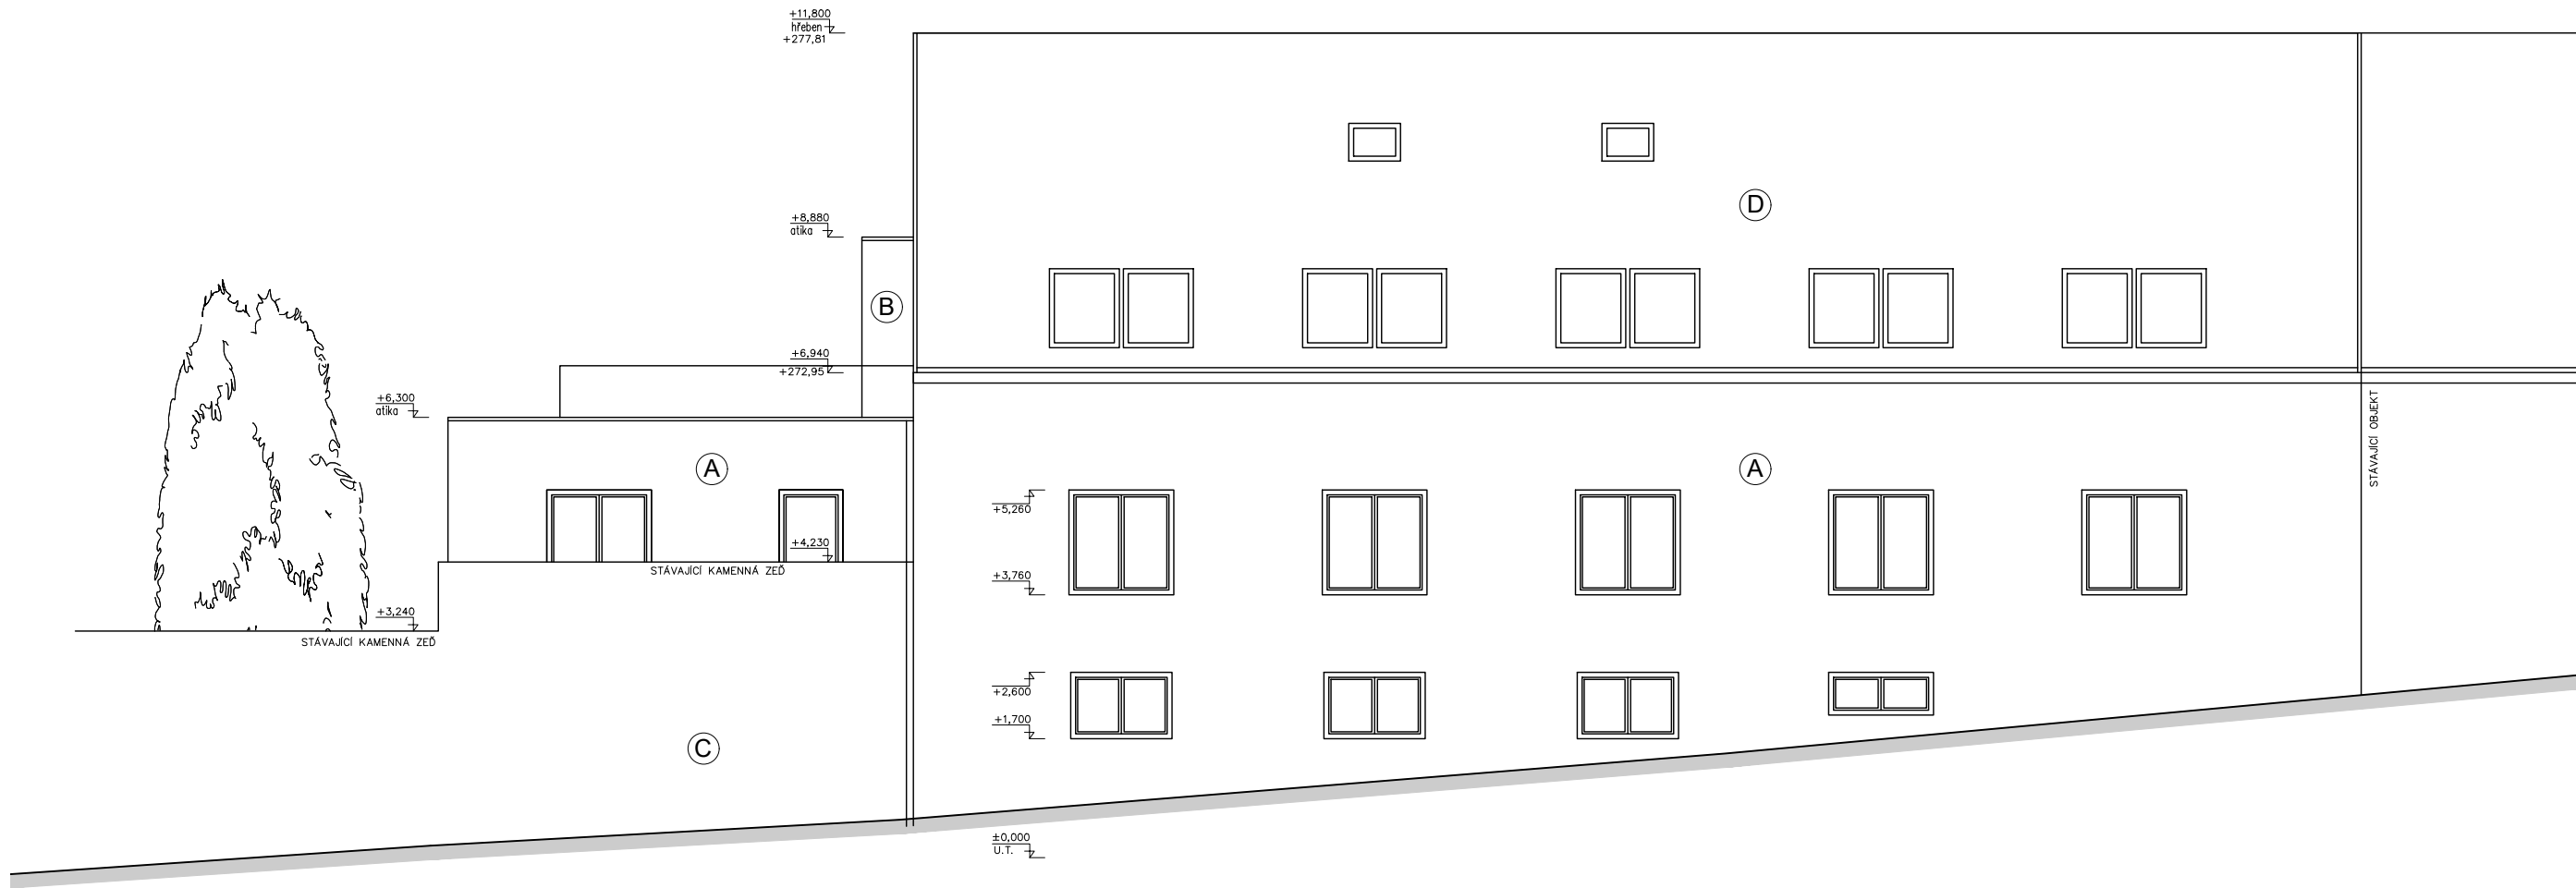 +11,800
hřeben
+277,81
D
+8,880
atika
B
+6,940
+272,95
+6,300
atika
STÁVAJÍCÍ OBJEKT
A
A
+5,260
+4,230
STÁVAJÍCÍ KAMENNÁ ZEĎ
+3,760
+3,240
STÁVAJÍCÍ KAMENNÁ ZEĎ
+2,600
+1,700
C
±0,000
U.T.